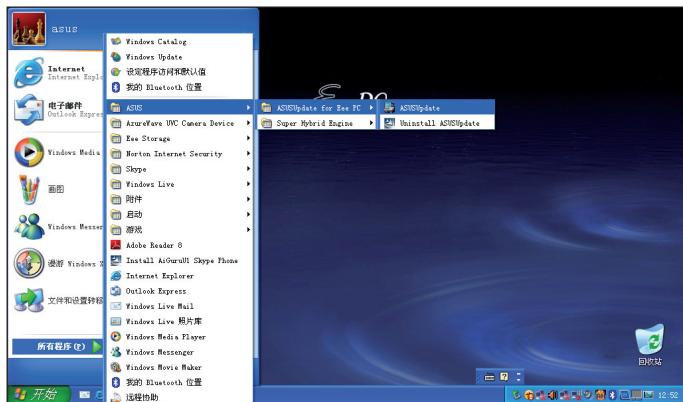 asus
Internet
Internet Explo
电子邮件
Outlook Expres
Windows Media
画图
Windows Messen
漫游 Windows X
文件和设置转移
所有程序(P)
开始
Windows Catalog
Windows Update
设定程序访问和默认值
我的 Bluetooth 位置
ASUS
AzureWave UVC Camera Device
Eee Storage
Norton Internet Security
Skype
Windows Live
附件
启动
游戏
Adobe Reader 8
Install AiGuruU1 Skype Phone
Internet Explorer
Outlook Express
Windows Live Mail
Windows Live 照片库
Windows Media Player
Windows Messenger
Windows Movie Maker
我的 Bluetooth 位置
远程协助
ASUSUpdate for Eee PC
Super Hybrid Engine
ASUSUpdate
Uninstall ASUSUpdate
回收站
12:52